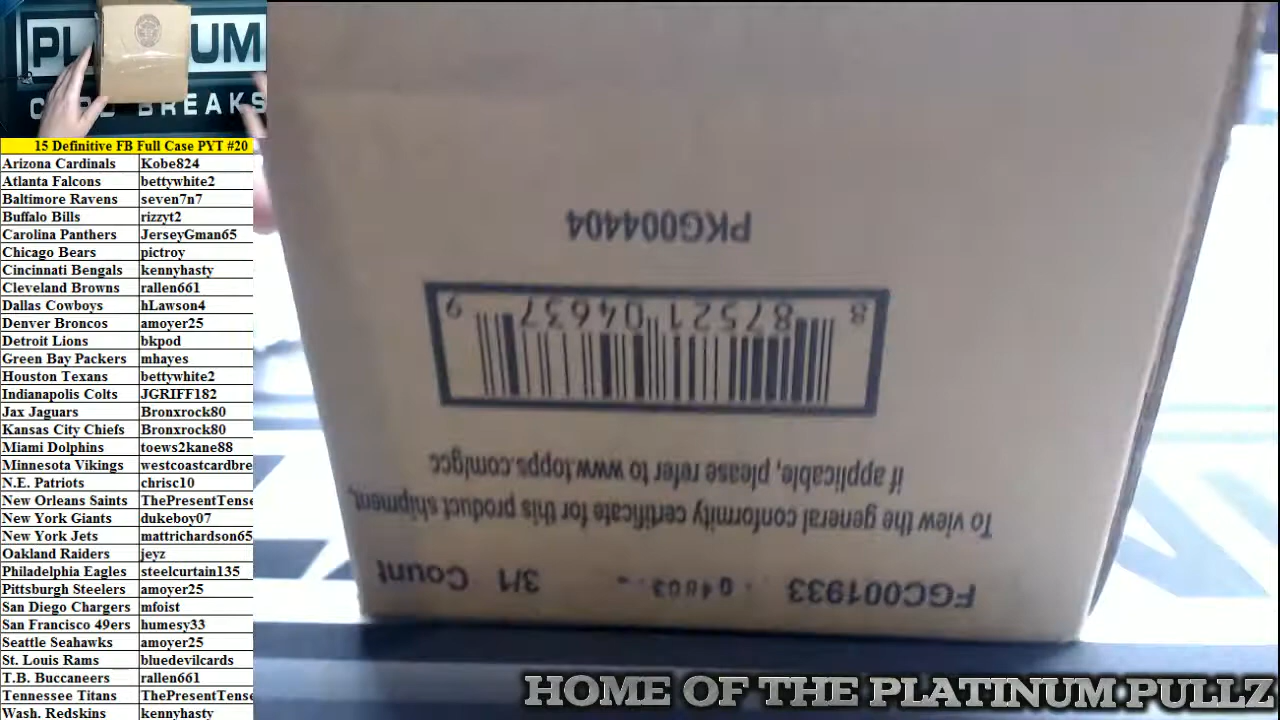 PL UM
C BREAKS
15 Definitive FB Full Case PYT #20
Arizona Cardinals Kobe824
Atlanta Falcons bettywhite2
Baltimore Ravens seven7n7
Buffalo Bills rizzyt2
Carolina Panthers JerseyGman65
Chicago Bears pictroy
Cincinnati Bengals kennyhasty
Cleveland Browns rallen661
Dallas Cowboys hLawson4
Denver Broncos amoyer25
Detroit Lions bkpod
Green Bay Packers mhayes
Houston Texans bettywhite2
Indianapolis Colts JGRIFF182
Jax Jaguars Bronxrock80
Kansas City Chiefs Bronxrock80
Miami Dolphins toews2kane88
Minnesota Vikings westcoastcardbre
N.E. Patriots chrisc10
New Orleans Saints ThePresentTense
New York Giants dukeboy07
New York Jets mattrichardson65
Oakland Raiders jeyz
Philadelphia Eagles steelcurtain135
Pittsburgh Steelers amoyer25
San Diego Chargers mfoist
San Francisco 49ers humesy33
Seattle Seahawks amoyer25
St. Louis Rams bluedevilcards
T.B. Buccaneers rallen661
Tennessee Titans ThePresentTense
Wash. Redskins kennyhasty
FGC001933 3/1 Count
To view the general conformity certificate for this product shipment,
if applicable, please refer to www.topps.com/gcc
8 87521 04637 9
PKG004404
HOME OF THE PLATINUM PULLZ